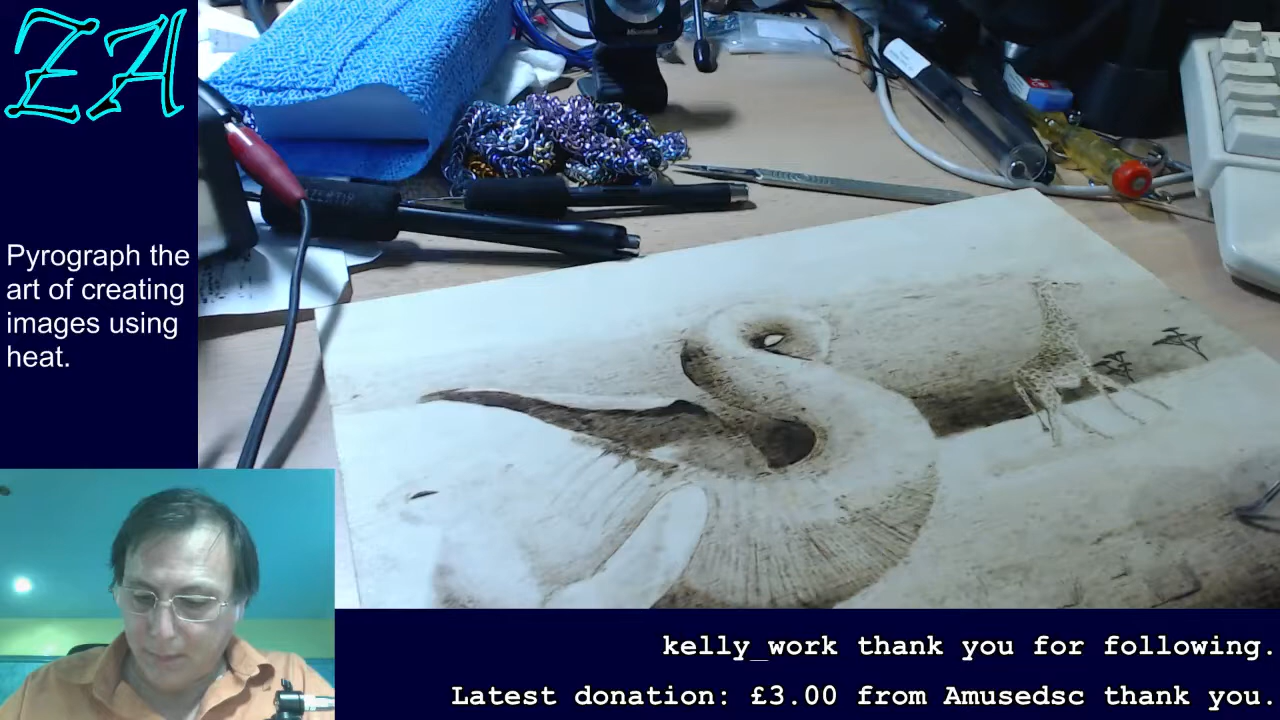 ZA
Pyrograph the
art of creating
images using
heat.
Microsoft
kelly_work thank you for following.
Latest donation: £3.00 from Amusedsc thank you.